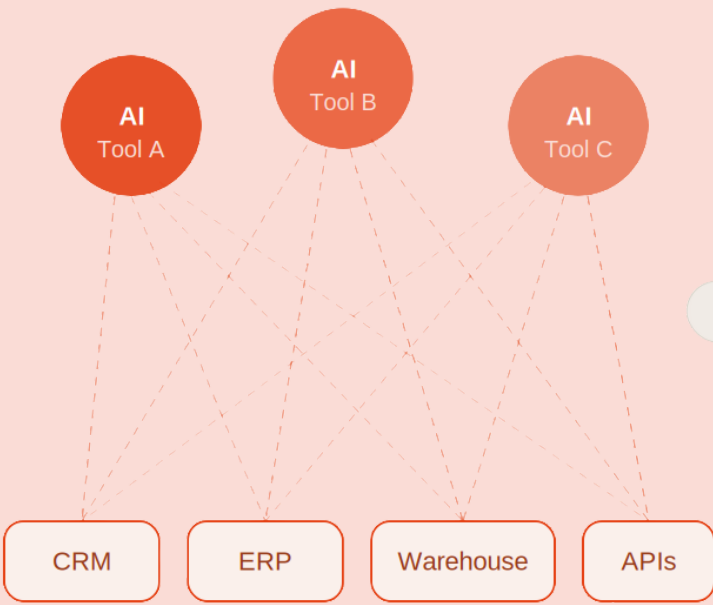 AI
Tool A
AI
Tool B
AI
Tool C
CRM
ERP
Warehouse
APIs